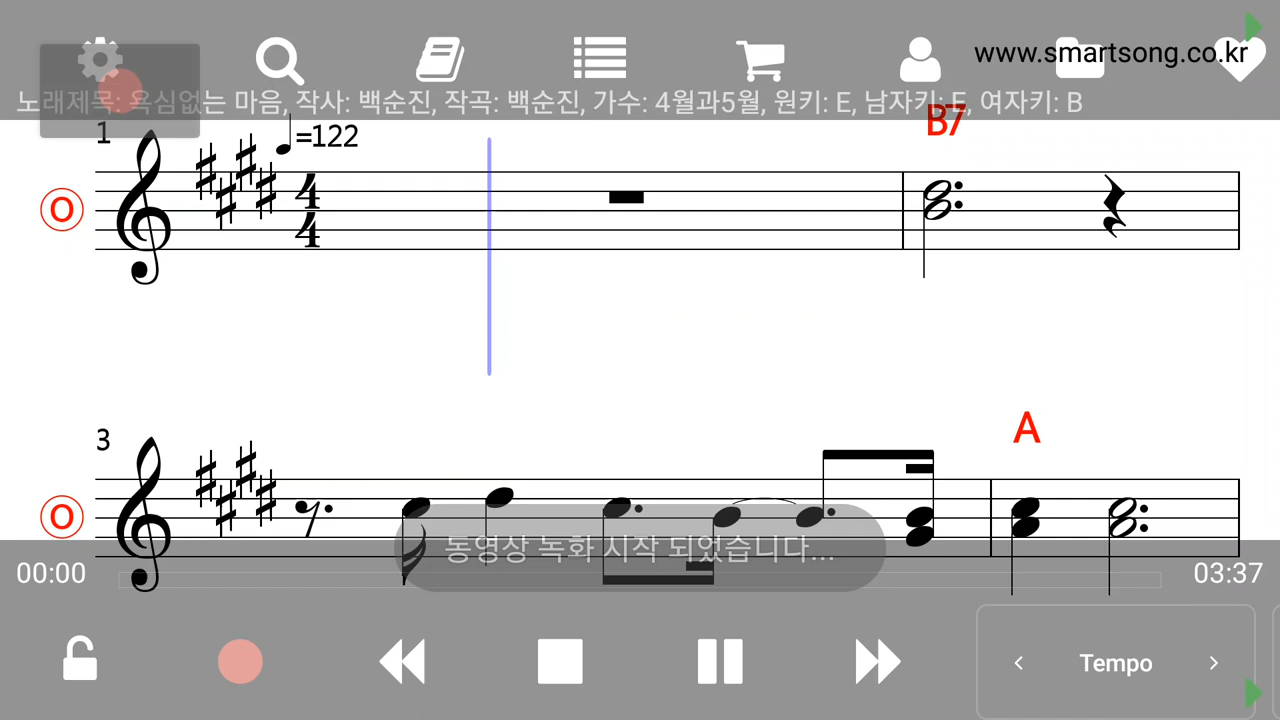 www.smartsong.co.kr
노래제목: 욕심없는 마음, 작사: 백순진, 작곡: 백순진, 가수: 4월과5월, 원키: E, 남자키: E, 여자키: B
1
=122
B7
4
4
O
3
A
O
동영상 녹화 시작 되었습니다...
00:00
03:37
Tempo